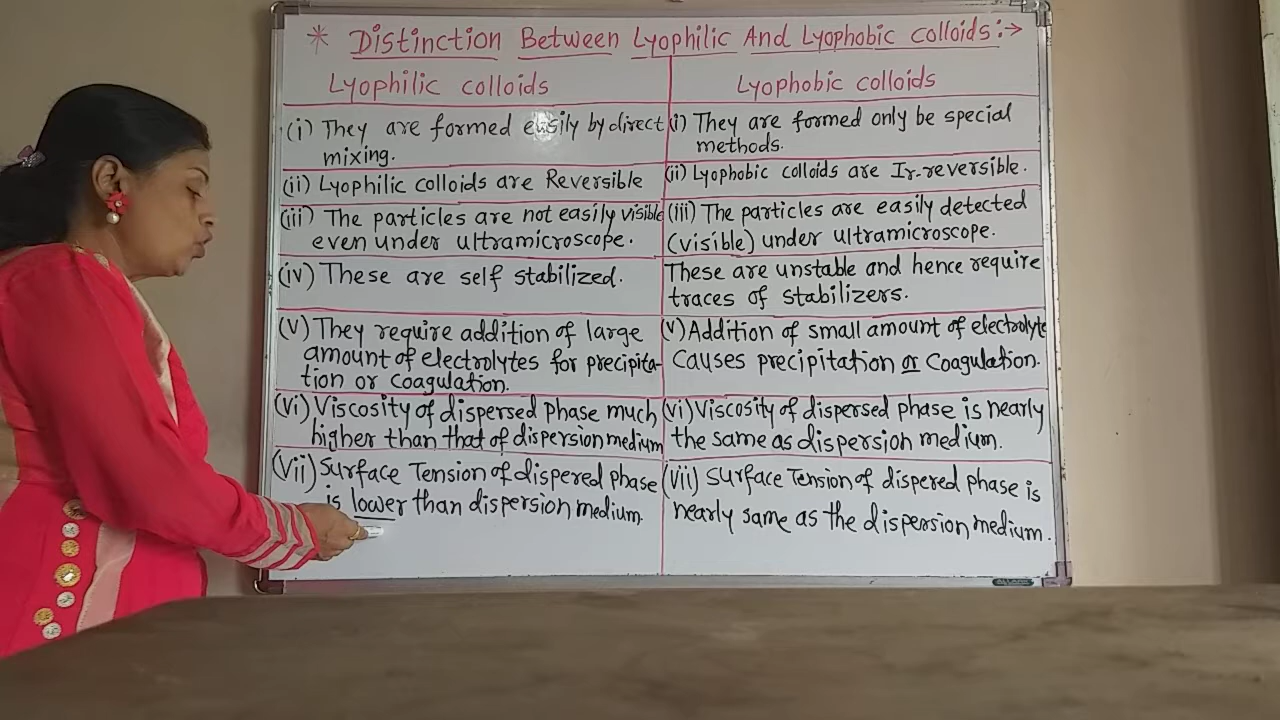 * Distinction Between Lyophilic And Lyophobic colloids:→
Lyophilic colloids
(i) They are formed easily by direct
mixing.
(ii) Lyophilic colloids are Reversible
(iii) The particles are not easily visible
even under ultramicroscope.
(iv) These are self stabilized.
(v) They require addition of large
amount of electrolytes for precipita-
tion or coagulation.
(vi) Viscosity of dispersed phase much
higher than that of dispersion medium
(vii) Surface Tension of dispered phase
is lower than dispersion medium.
Lyophobic colloids
(i) They are formed only be special
methods.
(ii) Lyophobic colloids are Ir-reversible.
(iii) The particles are easily detected
(visible) under ultramicroscope.
These are unstable and hence require
traces of stabilizers.
(v) Addition of small amount of electrolyte
causes precipitation or coagulation.
(vi) Viscosity of dispersed phase is nearly
the same as dispersion medium.
(vii) Surface Tension of dispered phase is
nearly same as the dispersion medium.